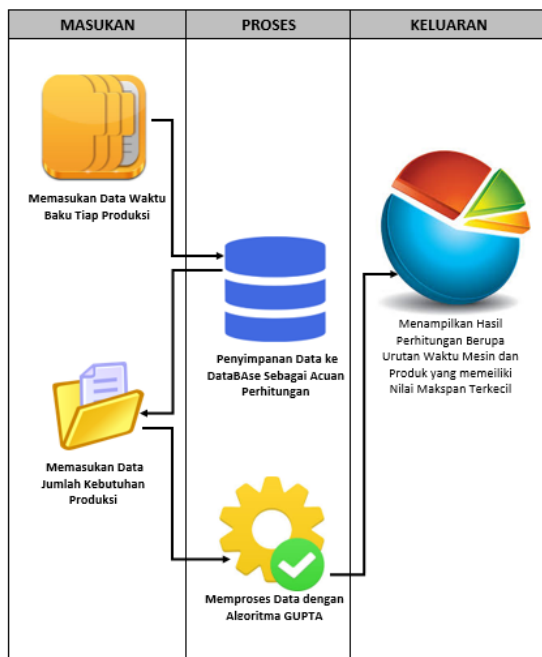 MASUKAN
PROSES
KELUARAN
Memasukan Data Waktu
Baku Tiap Produksi
Penyimpanan Data ke
DataBAse Sebagai Acuan
Perhitungan
Memasukan Data
Jumlah Kebutuhan
Produksi
Memproses Data dengan
Algoritma GUPTA
Menampilkan Hasil
Perhitungan Berupa
Urutan Waktu Mesin dan
Produk yang memeiliki
Nilai Makspan Terkecil